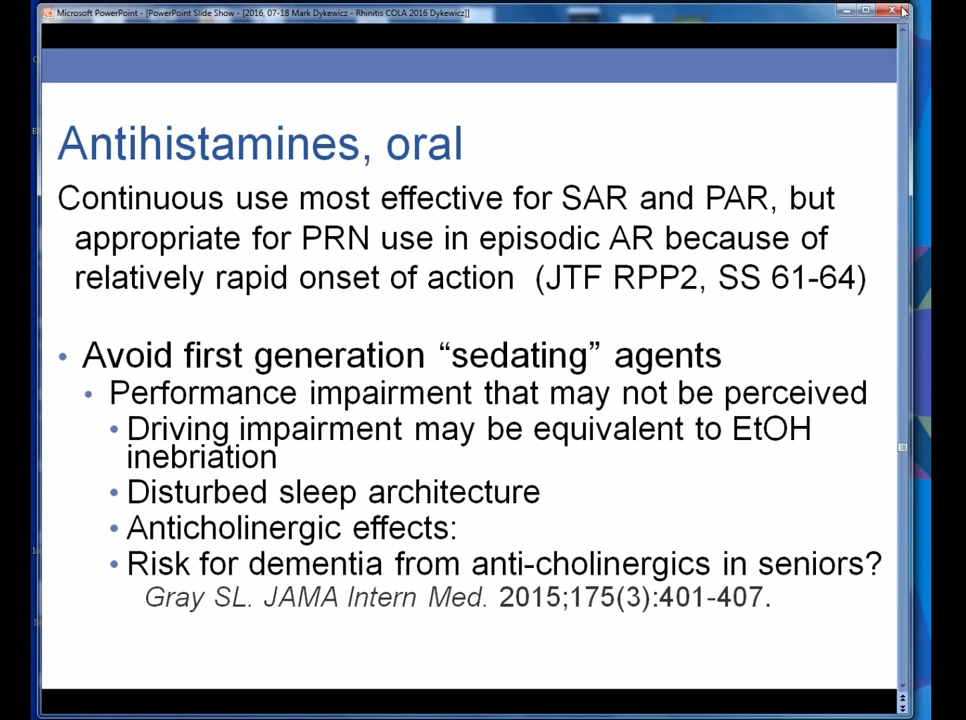 Microsoft PowerPoint - [PowerPoint Slide Show - [2016, 07-18 Mark Dykewicz - Rhinitis COLA 2016 Dykewicz]]
Antihistamines, oral
Continuous use most effective for SAR and PAR, but
appropriate for PRN use in episodic AR because of
relatively rapid onset of action (JTF RPP2, SS 61-64)
• Avoid first generation “sedating” agents
• Performance impairment that may not be perceived
• Driving impairment may be equivalent to EtOH
inebriation
• Disturbed sleep architecture
• Anticholinergic effects:
• Risk for dementia from anti-cholinergics in seniors?
Gray SL. JAMA Intern Med. 2015;175(3):401-407.